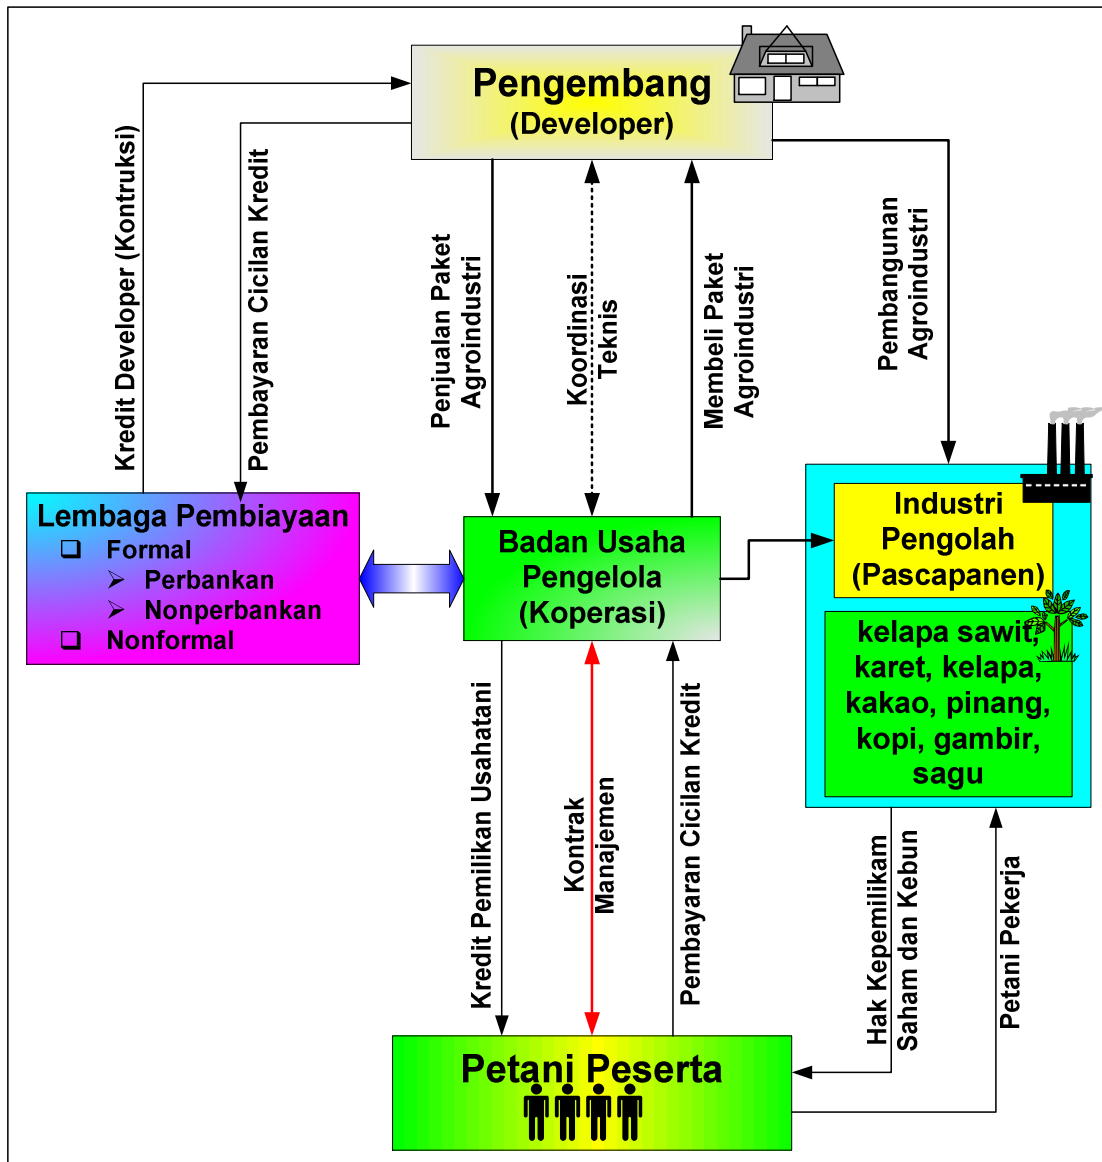 Pengembang
(Developer)
Kredit Developer (Kontruksi)
Pembayaran Cicilan Kredit
Penjualan Paket
Agroindustri
Koordinasi
Teknis
Membeli Paket
Agroindustri
Pembangunan
Agroindustri
Lembaga Pembiayaan
❑ Formal
➢ Perbankan
➢ Nonperbankan
❑ Nonformal
Badan Usaha
Pengelola
(Koperasi)
Industri
Pengolah
(Pascapanen)
kelapa sawit,
karet, kelapa,
kakao, pinang,
kopi, gambir,
sagu
Kredit Pemilikan Usahatani
Kontrak
Manajemen
Pembayaran Cicilan Kredit
Hak Kepemilikam
Saham dan Kebun
Petani Pekerja
Petani Peserta